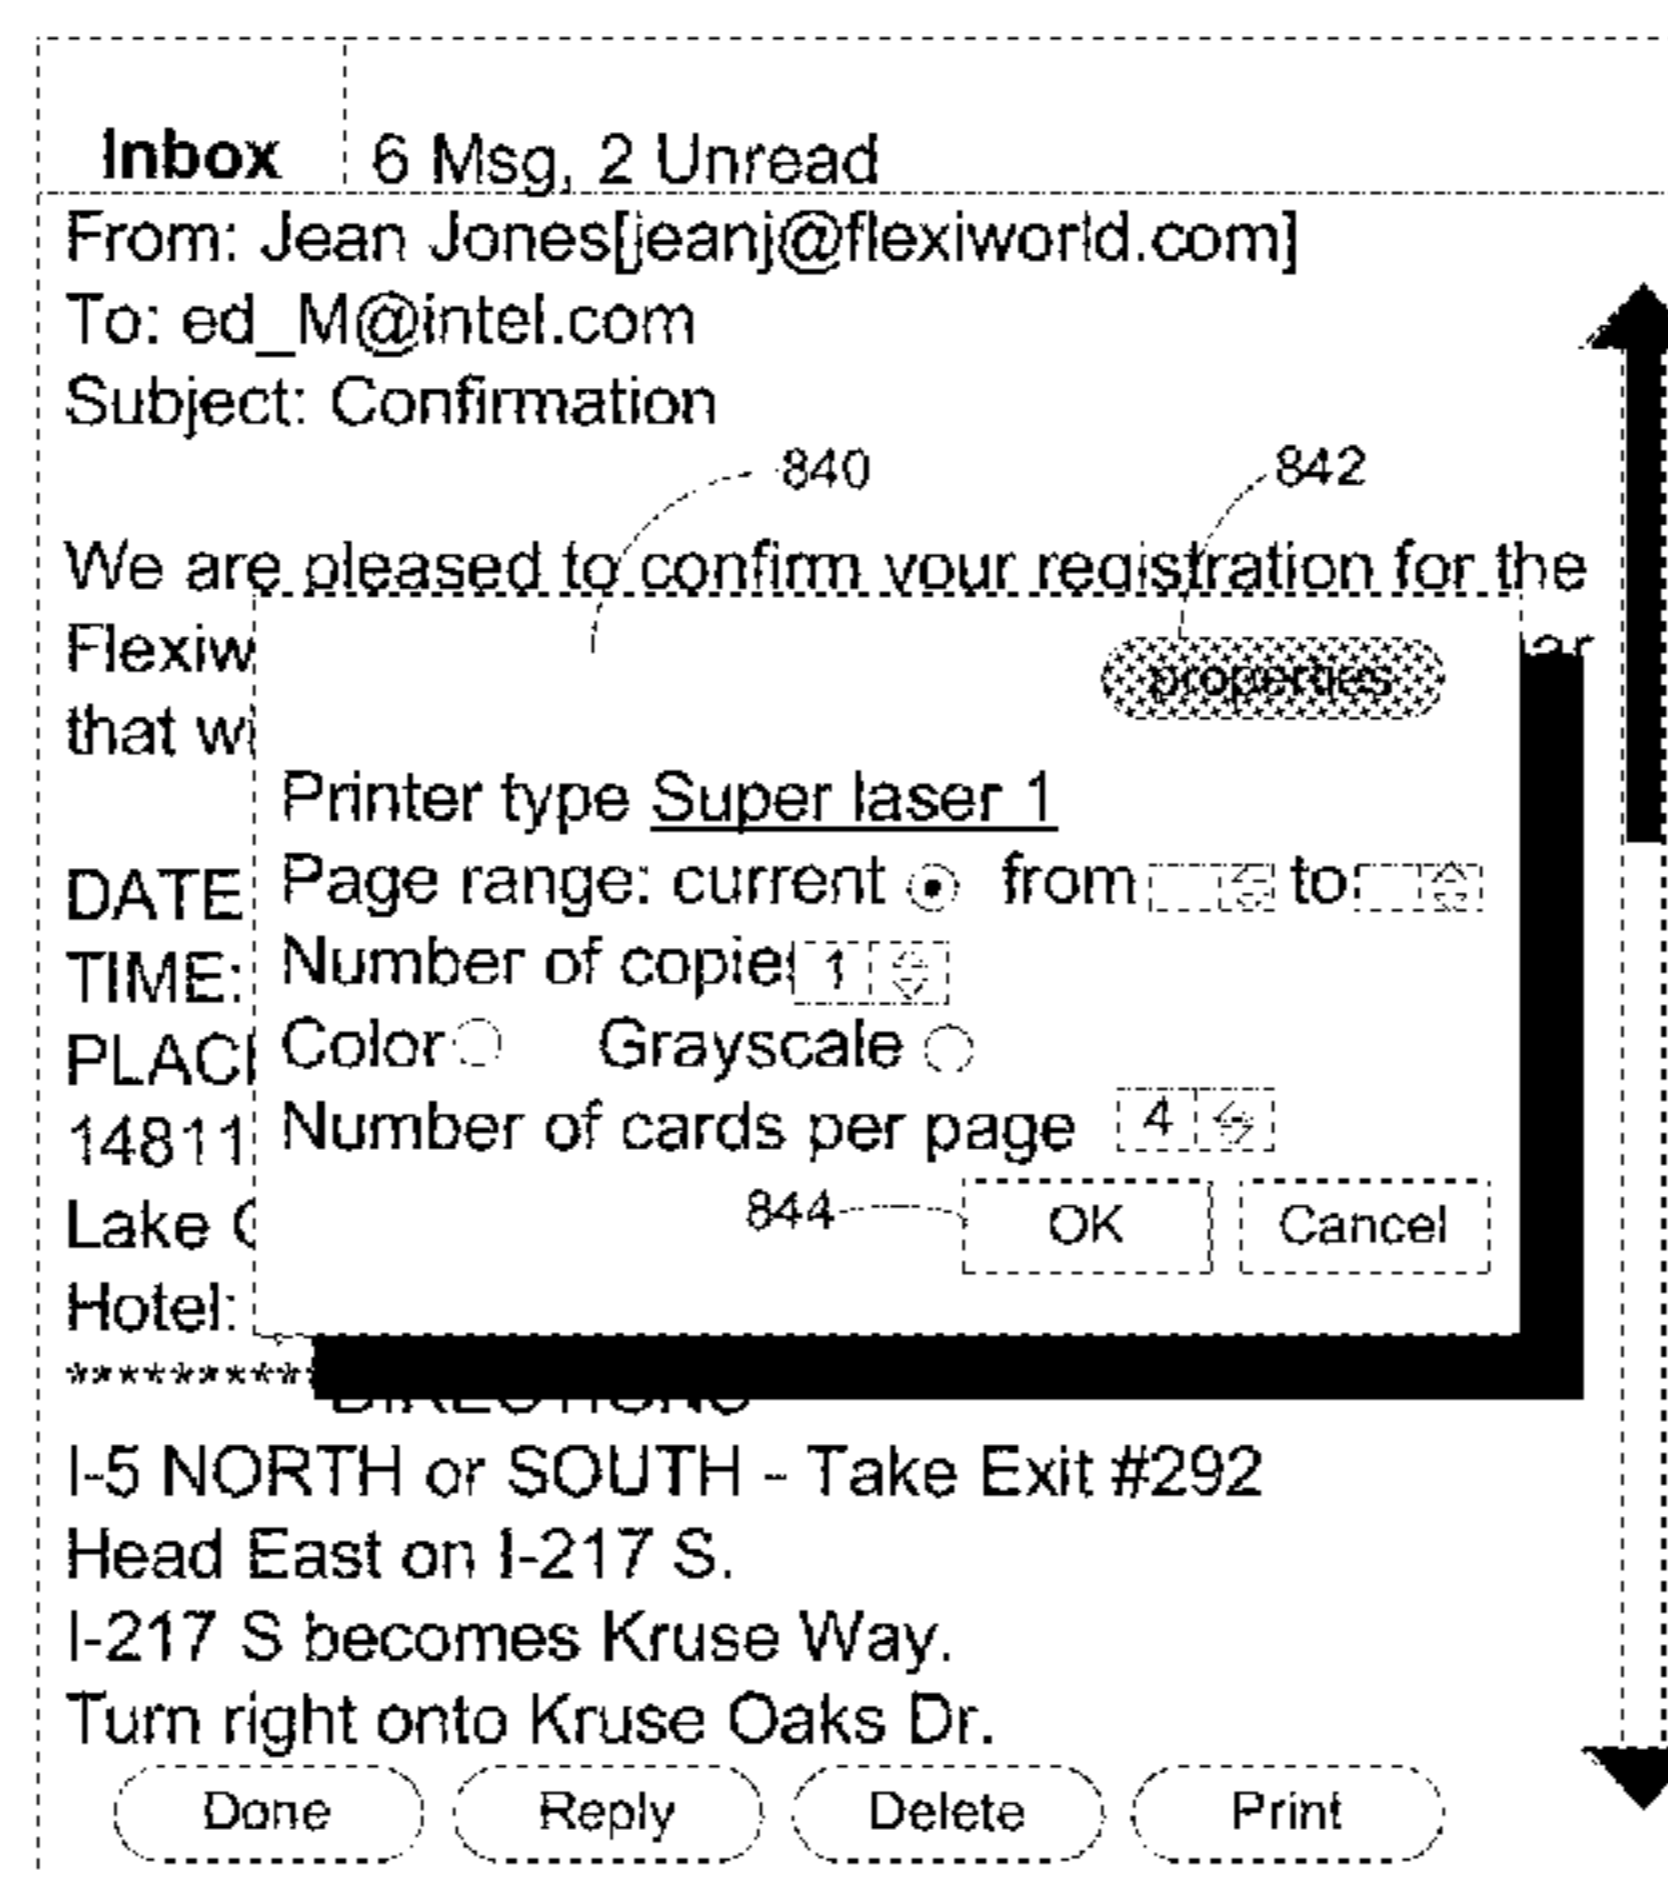 Inbox 6 Msg, 2 Unread
From: Jean Jones[jeanj@flexiworld.com]
To: ed_M@intel.com
Subject: Confirmation
840 842
We are pleased to confirm your registration for the
Flexiw
properties
that wi
Printer type Super laser 1
Page range: current from to
DATE
Number of copie 1
TIME:
Color Grayscale
PLAC
Number of cards per page 4
14811
844 OK Cancel
Lake
Hotel:
**********
DIRECTIONS
I-5 NORTH or SOUTH - Take Exit #292
Head East on I-217 S.
I-217 S becomes Kruse Way.
Turn right onto Kruse Oaks Dr.
Done Reply Delete Print